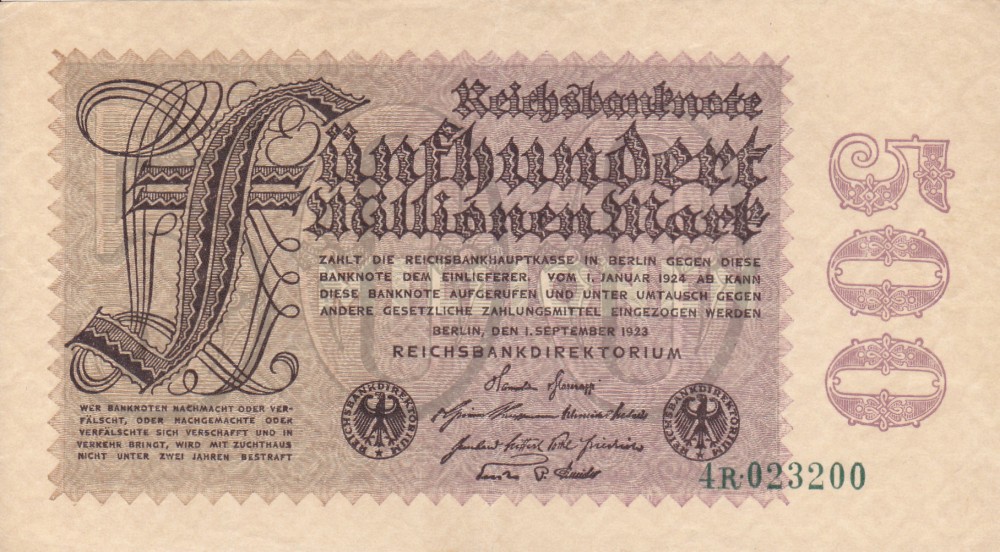 Reichsbanknote
Fünfhundert
Millionen Mark
ZAHLT DIE REICHSBANKHAUPTKASSE IN BERLIN GEGEN DIESE
BANKNOTE DEM EINLIEFERER. VOM 1. JANUAR 1924 AB KANN
DIESE BANKNOTE AUFGERUFEN UND UNTER UMTAUSCH GEGEN
ANDERE GESETZLICHE ZAHLUNGSMITTEL EINGEZOGEN WERDEN
BERLIN, DEN 1. SEPTEMBER 1923
REICHSBANKDIREKTORIUM
WER BANKNOTEN NACHMACHT ODER VER-
FÄLSCHT, ODER NACHGEMACHTE ODER
VERFÄLSCHTE SICH VERSCHAFFT UND IN
VERKEHR BRINGT, WIRD MIT ZUCHTHAUS
NICHT UNTER ZWEI JAHREN BESTRAFT
REICHSBANKDIREKTORIUM
REICHSBANKDIREKTORIUM
500
4R·023200